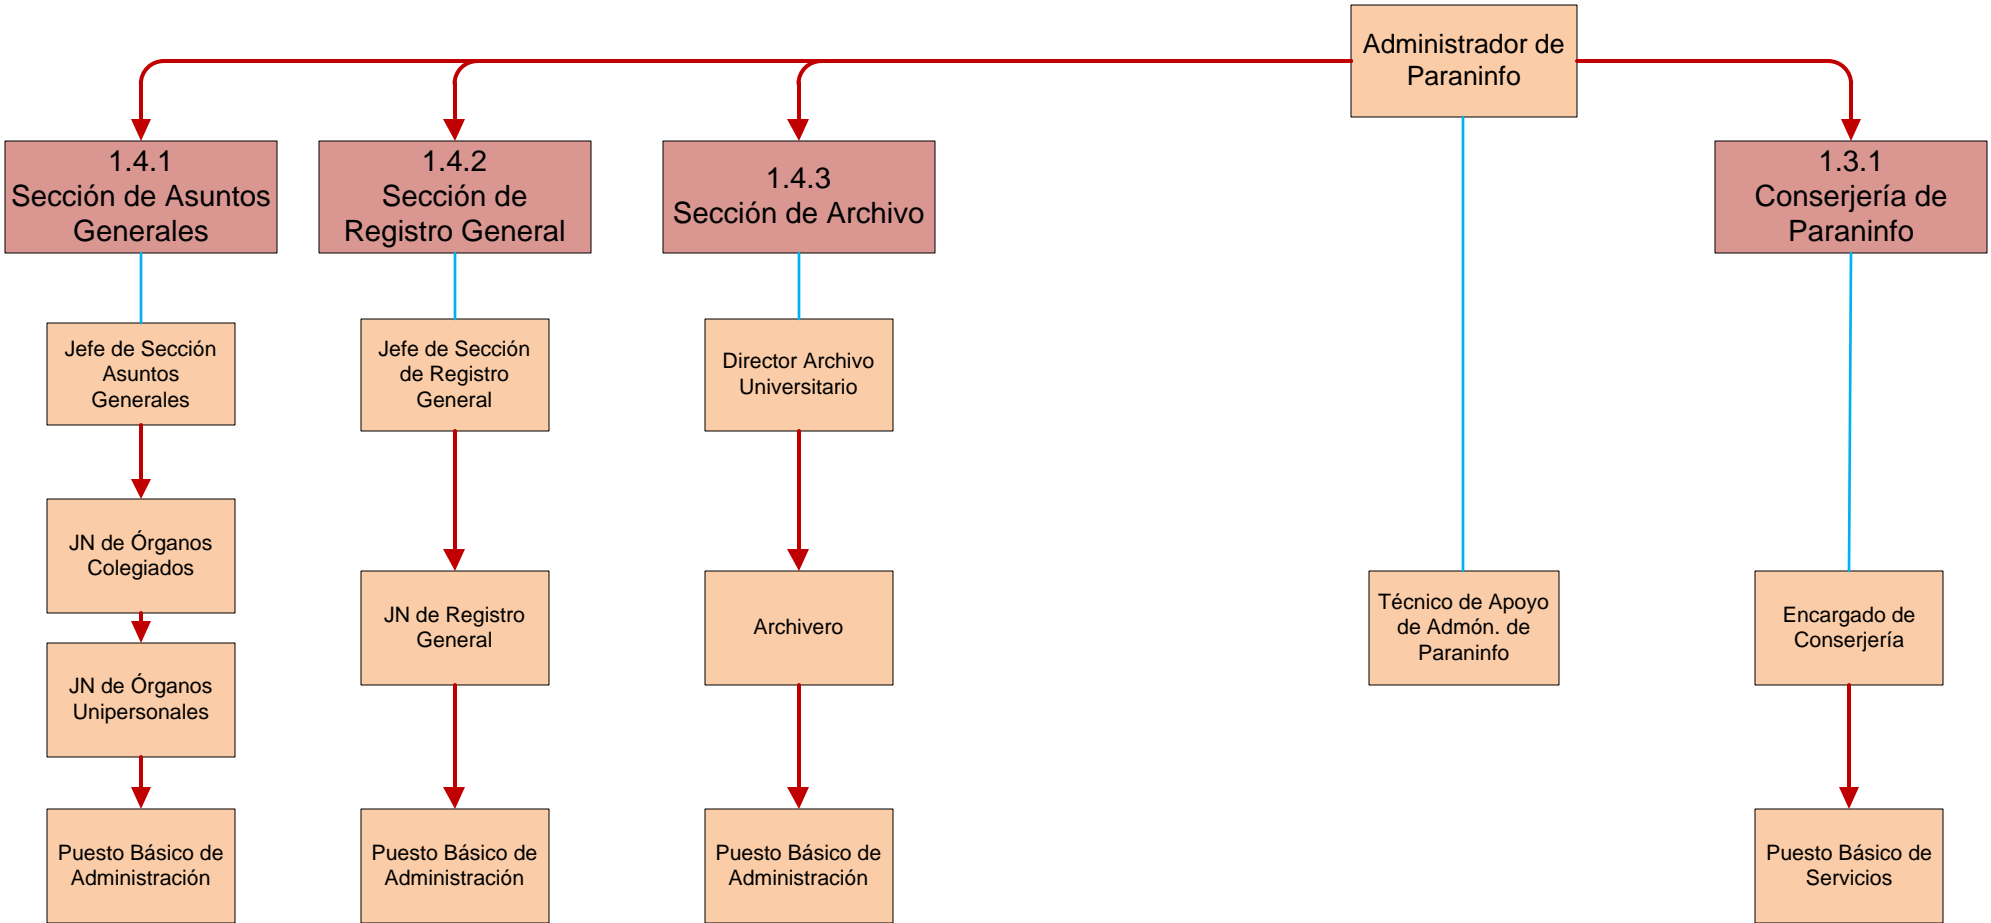 Administrador de
Paraninfo
1.4.1
Sección de Asuntos
Generales
1.4.2
Sección de
Registro General
1.4.3
Sección de Archivo
1.3.1
Conserjería de
Paraninfo
Jefe de Sección
Asuntos
Generales
Jefe de Sección
de Registro
General
Director Archivo
Universitario
JN de Órganos
Colegiados
JN de Registro
General
Archivero
Técnico de Apoyo
de Admón. de
Paraninfo
Encargado de
Conserjería
JN de Órganos
Unipersonales
Puesto Básico de
Administración
Puesto Básico de
Administración
Puesto Básico de
Administración
Puesto Básico de
Servicios